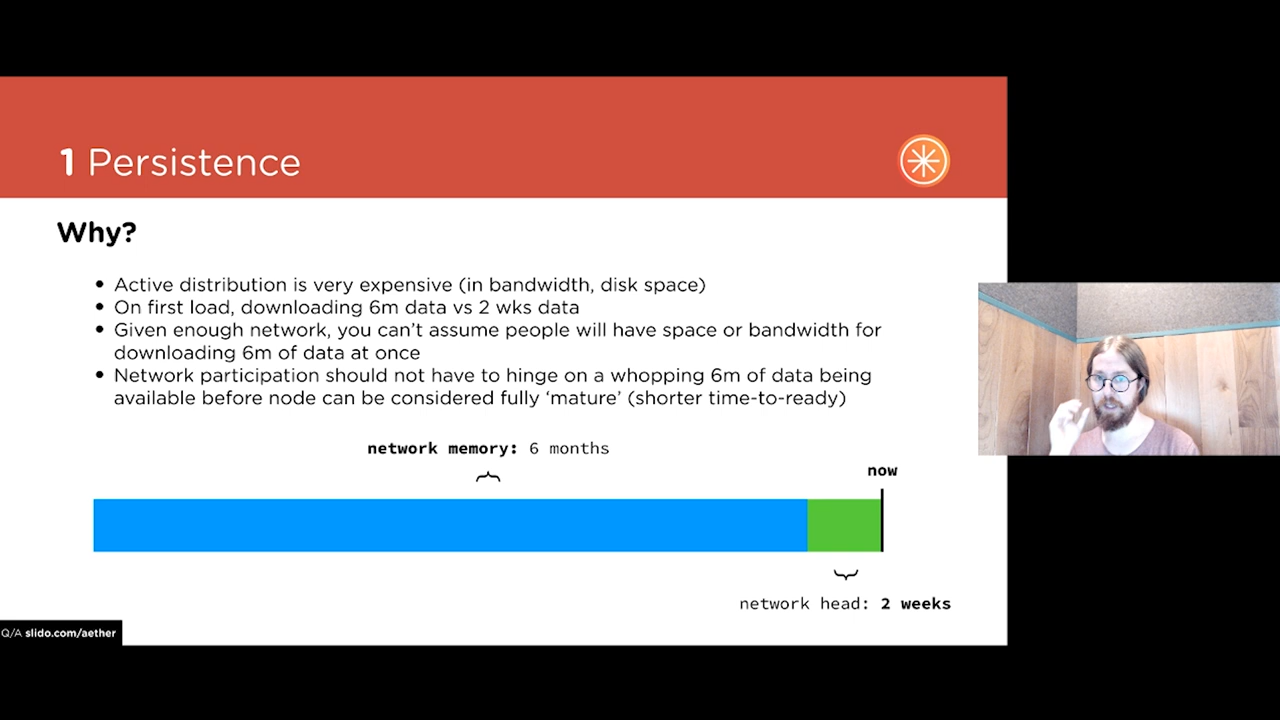 1 Persistence
Why?
• Active distribution is very expensive (in bandwidth, disk space)
• On first load, downloading 6m data vs 2 wks data
• Given enough network, you can’t assume people will have space or bandwidth for
downloading 6m of data at once
• Network participation should not have to hinge on a whopping 6m of data being
available before node can be considered fully ‘mature’ (shorter time-to-ready)
network memory: 6 months
now
network head: 2 weeks
Q/A slido.com/aether